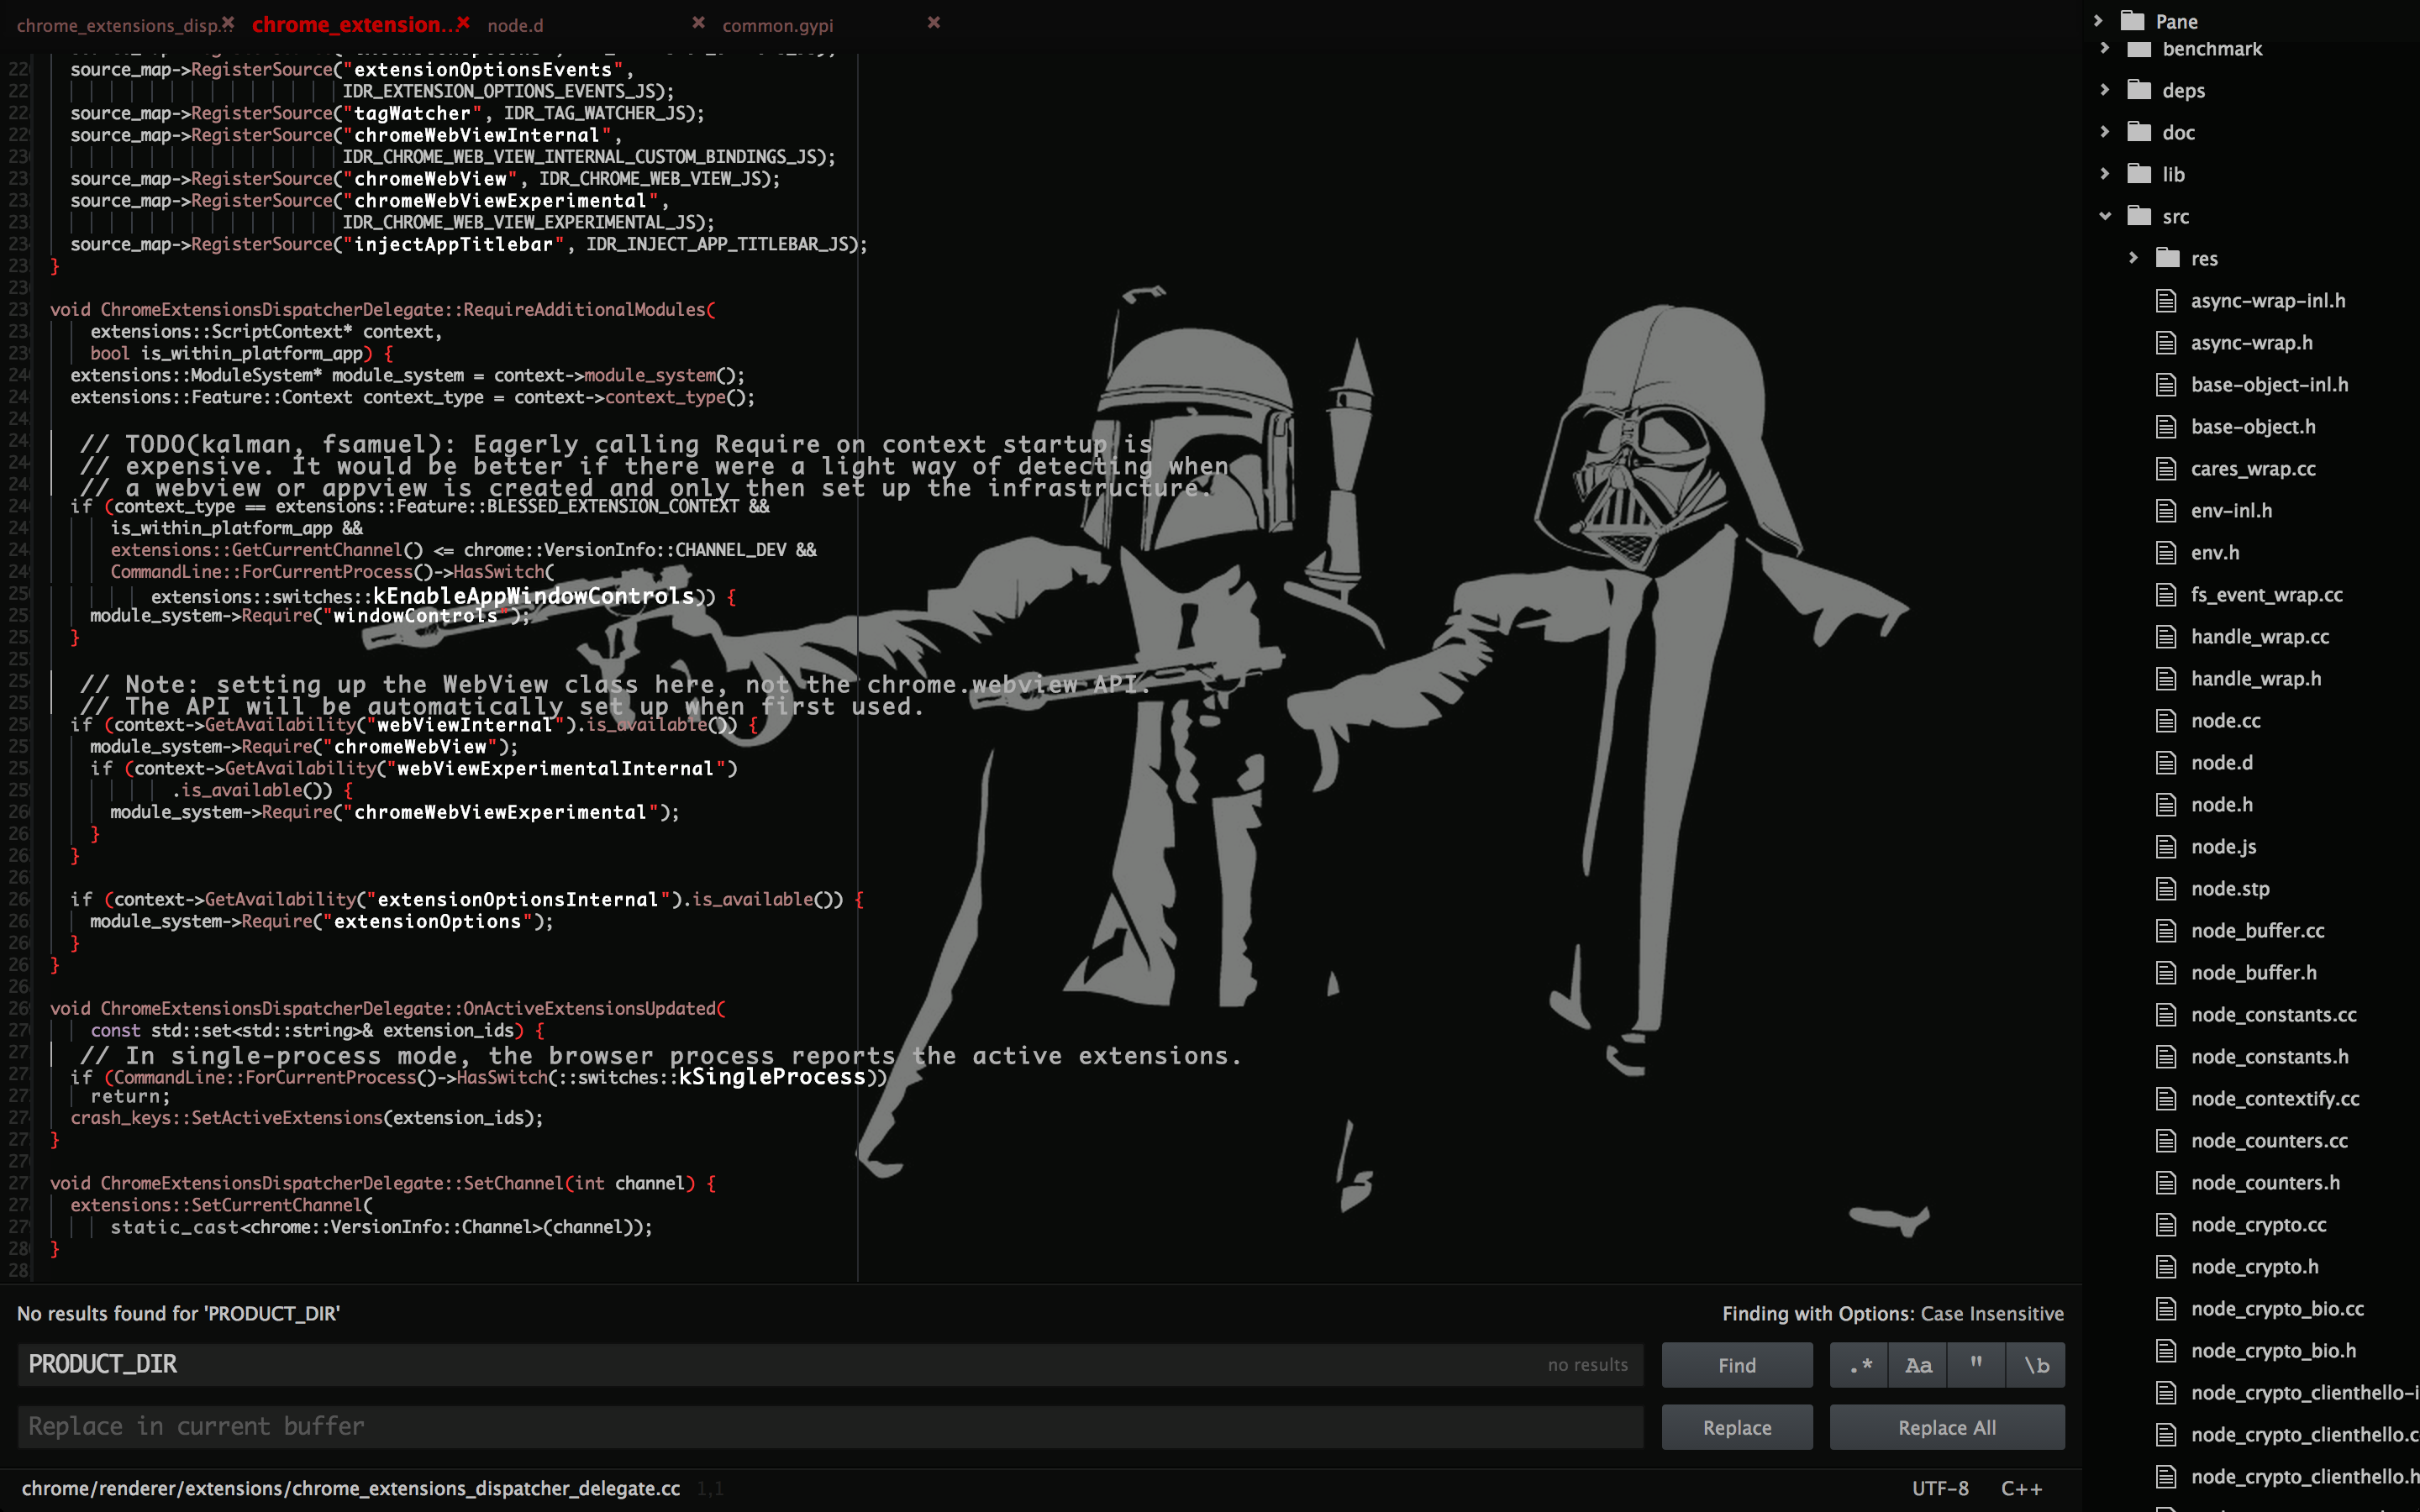 chrome_extensions_disp...
chrome_extension...
node.d
common.gypi
22 source_map->RegisterSource("extensionOptionsEvents",
22 IDR_EXTENSION_OPTIONS_EVENTS_JS);
22 source_map->RegisterSource("tagWatcher", IDR_TAG_WATCHER_JS);
22 source_map->RegisterSource("chromeWebViewInternal",
23 IDR_CHROME_WEB_VIEW_INTERNAL_CUSTOM_BINDINGS_JS);
23 source_map->RegisterSource("chromeWebView", IDR_CHROME_WEB_VIEW_JS);
23 source_map->RegisterSource("chromeWebViewExperimental",
23 IDR_CHROME_WEB_VIEW_EXPERIMENTAL_JS);
23 source_map->RegisterSource("injectAppTitlebar", IDR_INJECT_APP_TITLEBAR_JS);
23 }
23
23 void ChromeExtensionsDispatcherDelegate::RequireAdditionalModules(
23 extensions::ScriptContext* context,
23 bool is_within_platform_app) {
24 extensions::ModuleSystem* module_system = context->module_system();
24 extensions::Feature::Context context_type = context->context_type();
24
24 // TODO(kalman, fsamuel): Eagerly calling Require on context startup is
24 // expensive. It would be better if there were a light way of detecting when
24 // a webview or appview is created and only then set up the infrastructure.
24 if (context_type == extensions::Feature::BLESSED_EXTENSION_CONTEXT &&
24 is_within_platform_app &&
24 extensions::GetCurrentChannel() <= chrome::VersionInfo::CHANNEL_DEV &&
24 CommandLine::ForCurrentProcess()->HasSwitch(
25 extensions::switches::kEnableAppWindowControls)) {
25 module_system->Require("windowControls");
25 }
25
25 // Note: setting up the WebView class here, not the chrome.webview API.
25 // The API will be automatically set up when first used.
25 if (context->GetAvailability("webViewInternal").is_available()) {
25 module_system->Require("chromeWebView");
25 if (context->GetAvailability("webViewExperimentalInternal")
25 .is_available()) {
26 module_system->Require("chromeWebViewExperimental");
26 }
26 }
26
26 if (context->GetAvailability("extensionOptionsInternal").is_available()) {
26 module_system->Require("extensionOptions");
26 }
26 }
26
26 void ChromeExtensionsDispatcherDelegate::OnActiveExtensionsUpdated(
27 const std::set<std::string>& extension_ids) {
27 // In single-process mode, the browser process reports the active extensions.
27 if (CommandLine::ForCurrentProcess()->HasSwitch(::switches::kSingleProcess))
27 return;
27 crash_keys::SetActiveExtensions(extension_ids);
27 }
27
27 void ChromeExtensionsDispatcherDelegate::SetChannel(int channel) {
27 extensions::SetCurrentChannel(
27 static_cast<chrome::VersionInfo::Channel>(channel));
28 }
28
No results found for 'PRODUCT_DIR'
Finding with Options: Case Insensitive
PRODUCT_DIR
no results
Find
.*
Aa
"
\b
Replace in current buffer
Replace
Replace All
chrome/renderer/extensions/chrome_extensions_dispatcher_delegate.cc 1,1
UTF-8
C++
Pane
benchmark
deps
doc
lib
src
res
async-wrap-inl.h
async-wrap.h
base-object-inl.h
base-object.h
cares_wrap.cc
env-inl.h
env.h
fs_event_wrap.cc
handle_wrap.cc
handle_wrap.h
node.cc
node.d
node.h
node.js
node.stp
node_buffer.cc
node_buffer.h
node_constants.cc
node_constants.h
node_contextify.cc
node_counters.cc
node_counters.h
node_crypto.cc
node_crypto.h
node_crypto_bio.cc
node_crypto_bio.h
node_crypto_clienthello-i
node_crypto_clienthello.c
node_crypto_clienthello.h